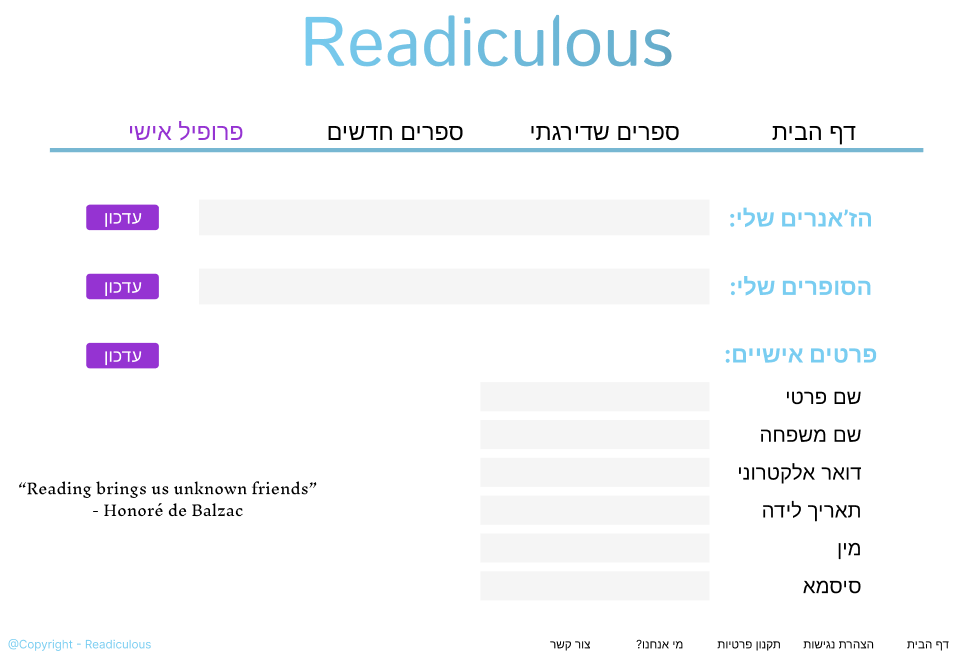 Readiculous
דף הבית
ספרים שדירגתי
ספרים חדשים
פרופיל אישי
הז'אנרים שלי:
עדכון
הסופרים שלי:
עדכון
פרטים אישיים:
עדכון
שם פרטי
שם משפחה
דואר אלקטרוני
תאריך לידה
מין
סיסמא
“Reading brings us unknown friends”
- Honoré de Balzac
דף הבית
הצהרת נגישות
תקנון פרטיות
מי אנחנו?
צור קשר
@Copyright - Readiculous